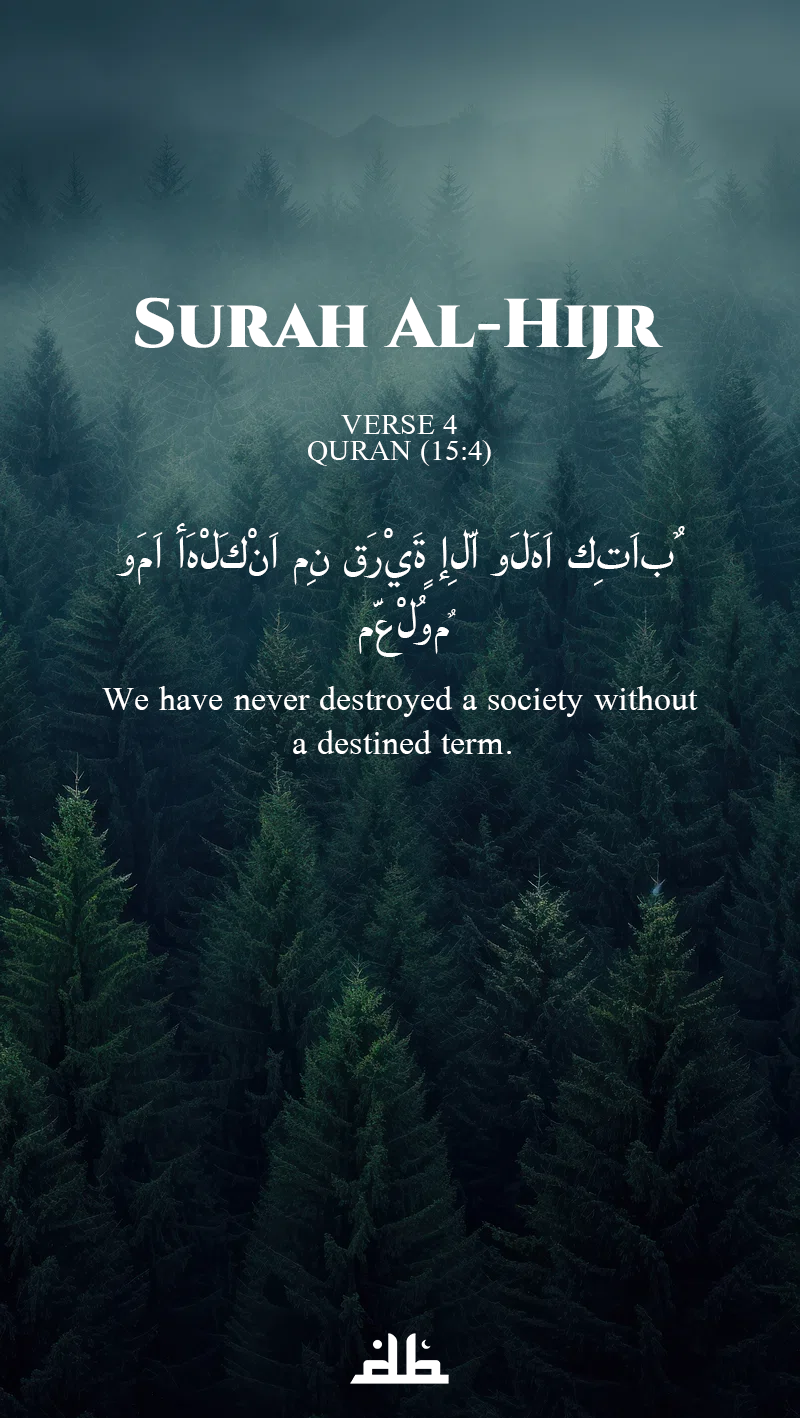 SURAH AL-HIJR
VERSE 4
QURAN (15:4)
وَمَا أَهْلَكْنَا مِن قَرْيَةٍ إِلَّا وَلَهَا كِتَابٌ
مَّعْلُومٌ
We have never destroyed a society without
a destined term.